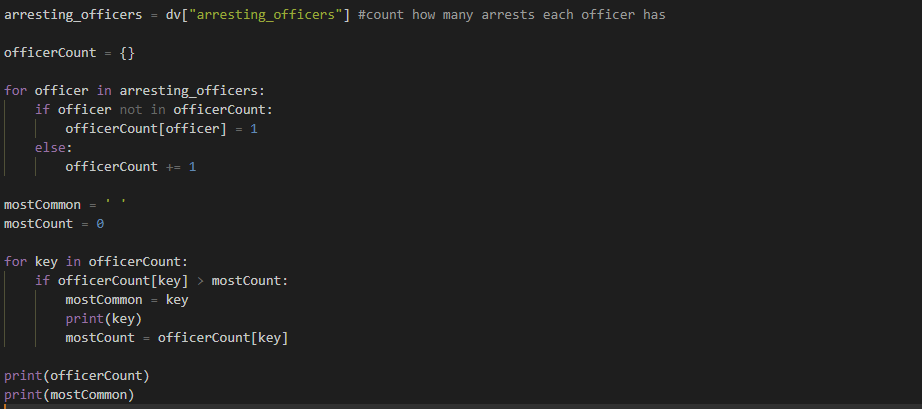 arresting_officers = dv["arresting_officers"] #count how many arrests each officer has
officerCount = {}
for officer in arresting_officers:
if officer not in officerCount:
officerCount[officer] = 1
else:
officerCount += 1
mostCommon = ' '
mostCount = 0
for key in officerCount:
if officerCount[key] > mostCount:
mostCommon = key
print(key)
mostCount = officerCount[key]
print(officerCount)
print(mostCommon)